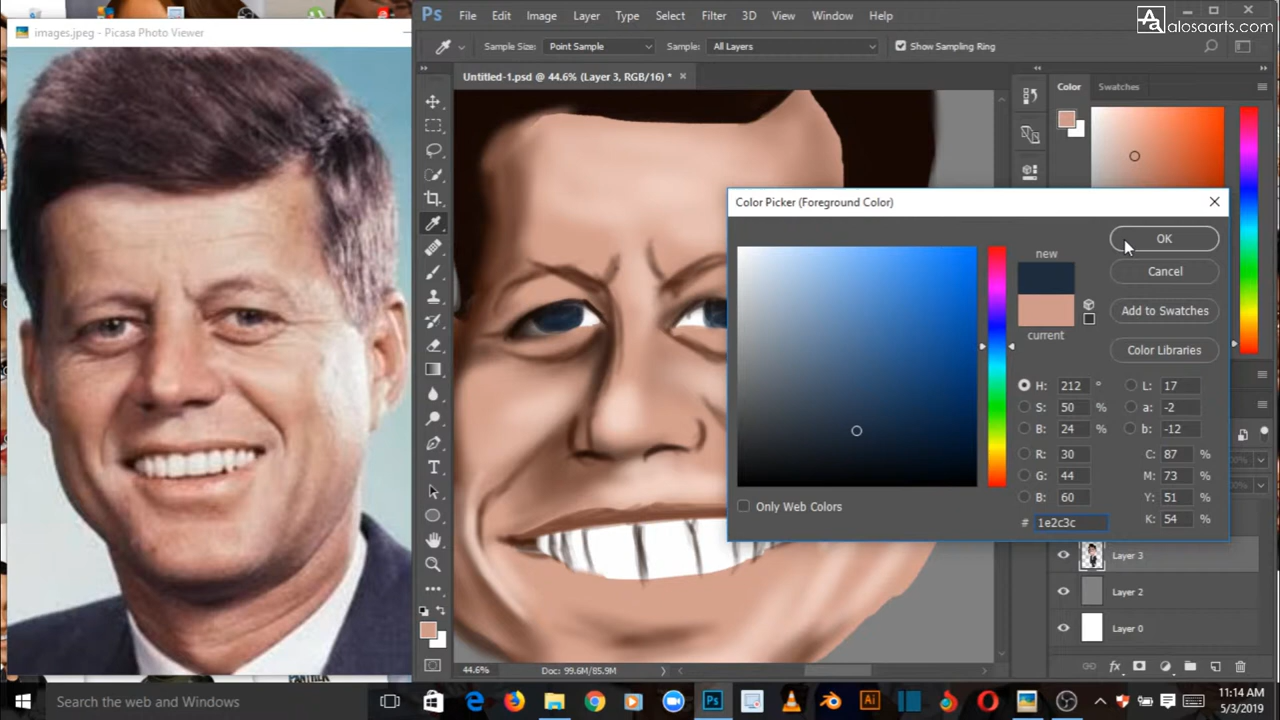 images.jpeg - Picasa Photo Viewer
Ps File Edit Image Layer Type Select Filter 3D View Window Help
alosaarts.com
Sample Size: Point Sample Sample: All Layers Show Sampling Ring
Untitled-1.psd @ 44.6% (Layer 3, RGB/16) * ×
Color Swatches
Color Picker (Foreground Color)
new
current
OK
Cancel
Add to Swatches
Color Libraries
H: 212 °
S: 50 %
B: 24 %
R: 30
G: 44
B: 60
L: 17
a: -2
b: -12
C: 87 %
M: 73 %
Y: 51 %
K: 54 %
# 1e2c3c
Only Web Colors
Layer 3
Layer 2
Layer 0
fx
44.6% Doc: 99.6M/85.9M
Search the web and Windows
Ps
Ai
11:14 AM
5/3/2019